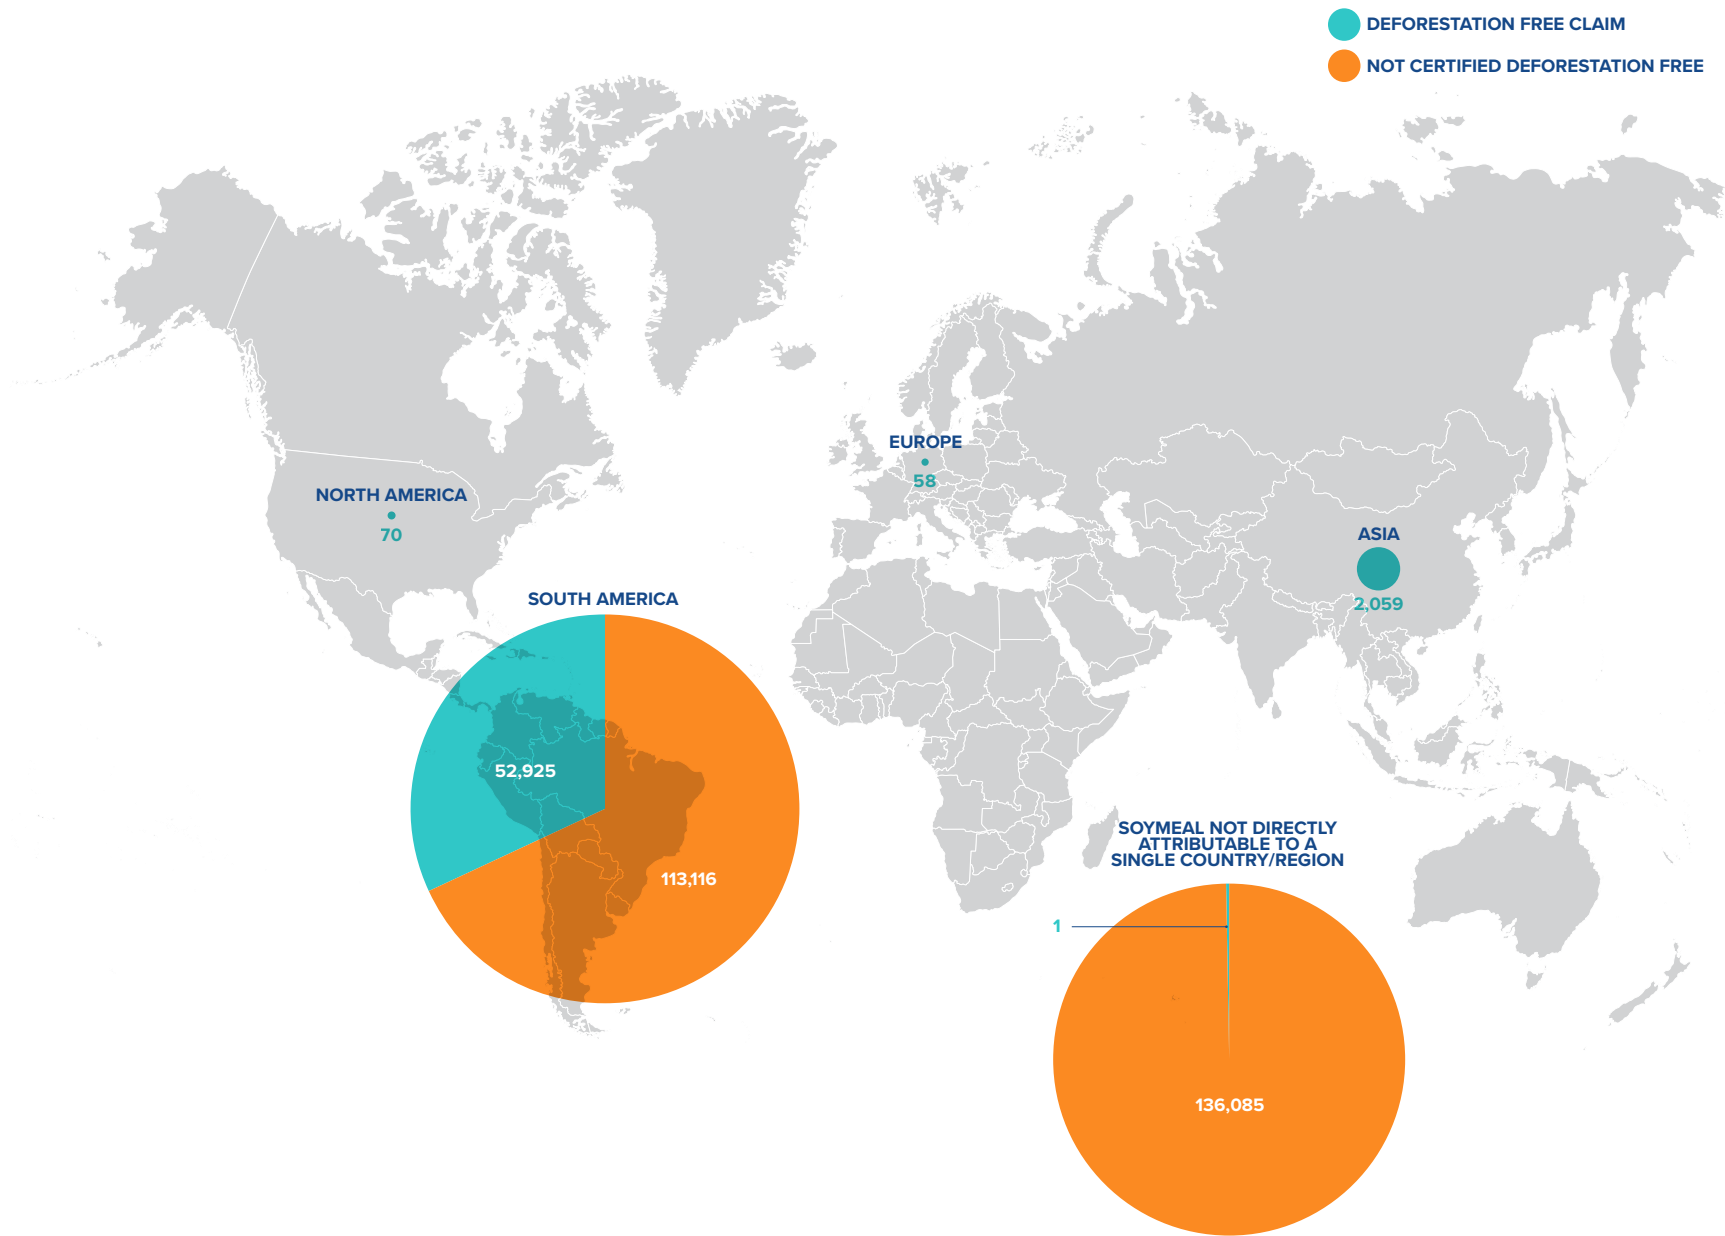 DEFORESTATION FREE CLAIM
NOT CERTIFIED DEFORESTATION FREE
EUROPE
58
NORTH AMERICA
70
ASIA
2,059
SOUTH AMERICA
52,925
113,116
SOYMEAL NOT DIRECTLY
ATTRIBUTABLE TO A
SINGLE COUNTRY/REGION
1
136,085